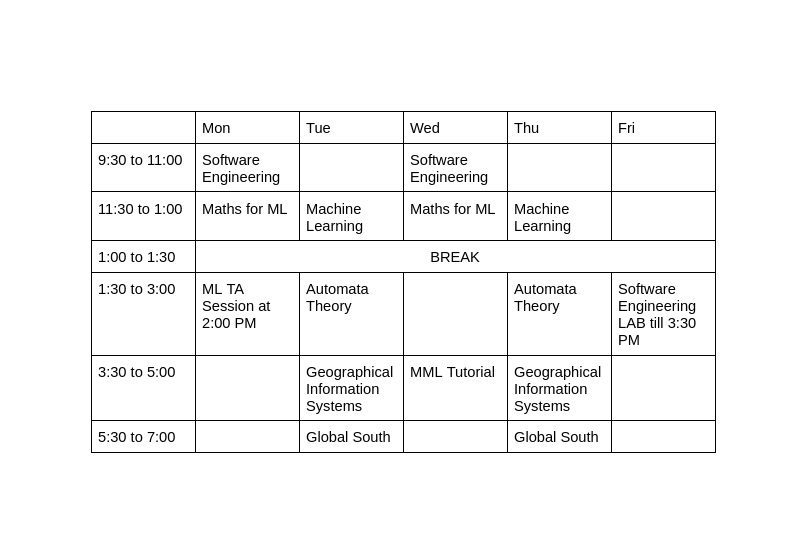 Mon Tue Wed Thu Fri
9:30 to 11:00 Software Software
Engineering Engineering
11:30 to 1:00 Maths for ML Machine Maths for ML Machine
Learning Learning
1:00 to 1:30 BREAK
1:30 to 3:00 ML TA Automata Automata Software
Session at Theory Theory Engineering
2:00 PM LAB till 3:30
PM
3:30 to 5:00 Geographical MML Tutorial Geographical
Information Information
Systems Systems
5:30 to 7:00 Global South Global South